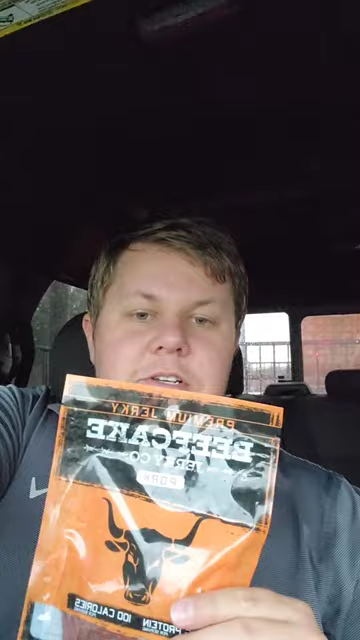 PREMIUM JERKY
BEEFCAKE
JERKY CO
PORK
PROTEIN
100 CALORIES